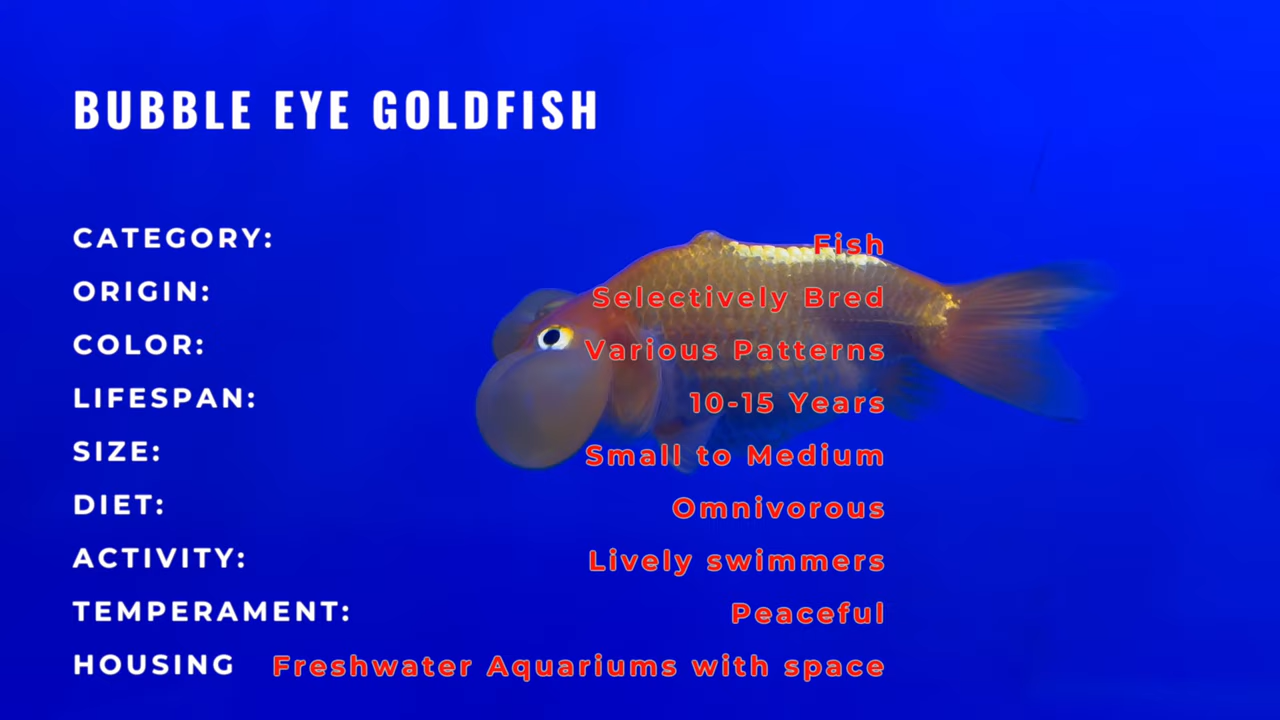 BUBBLE EYE GOLDFISH
CATEGORY: Fish
ORIGIN: Selectively Bred
COLOR: Various Patterns
LIFESPAN: 10-15 Years
SIZE: Small to Medium
DIET: Omnivorous
ACTIVITY: Lively swimmers
TEMPERAMENT: Peaceful
HOUSING Freshwater Aquariums with space